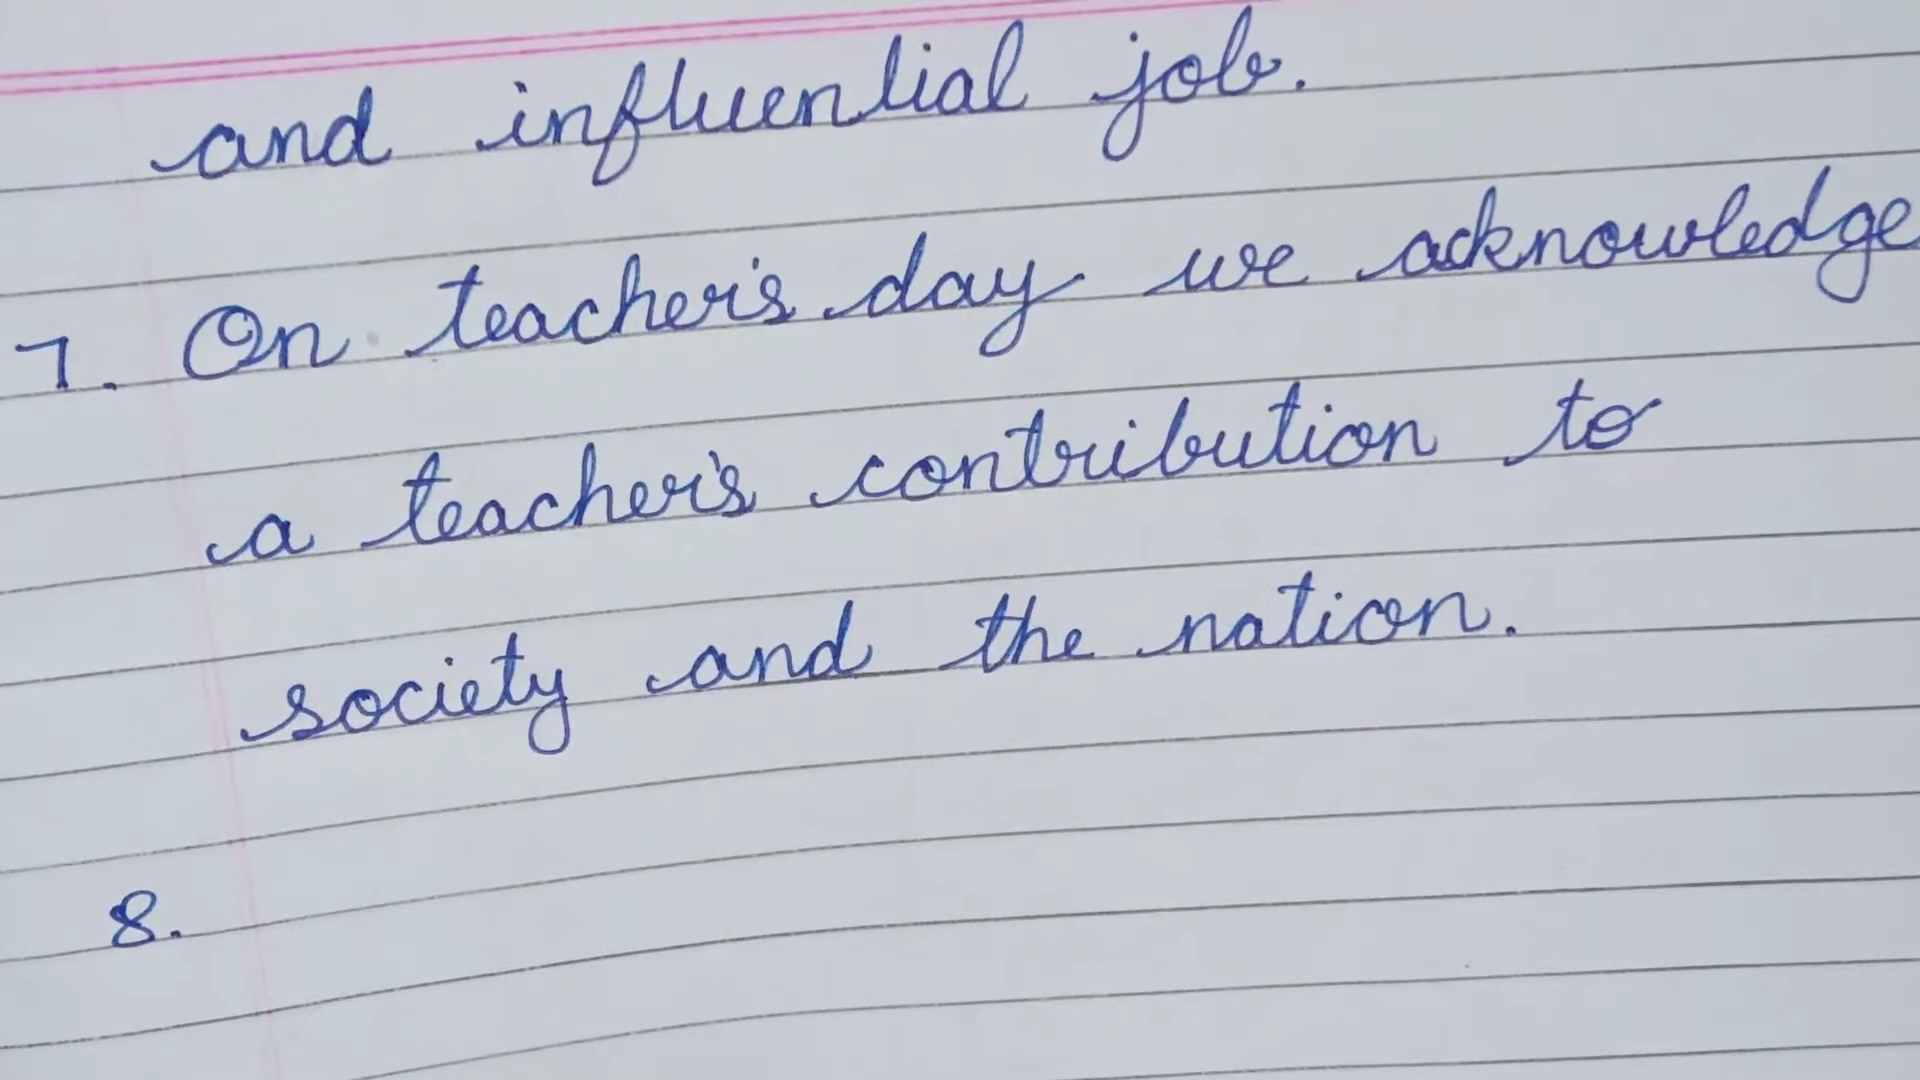 and influential job.
7. On teacher's day we acknowledge
a teacher's contribution to
society and the nation.
8.